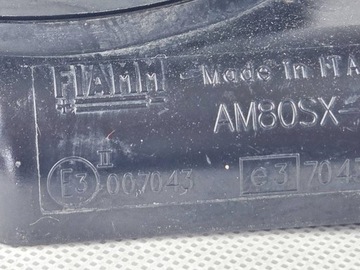 FIAMM Made in ITA
AM80SX
II
E3 007043 e3 704